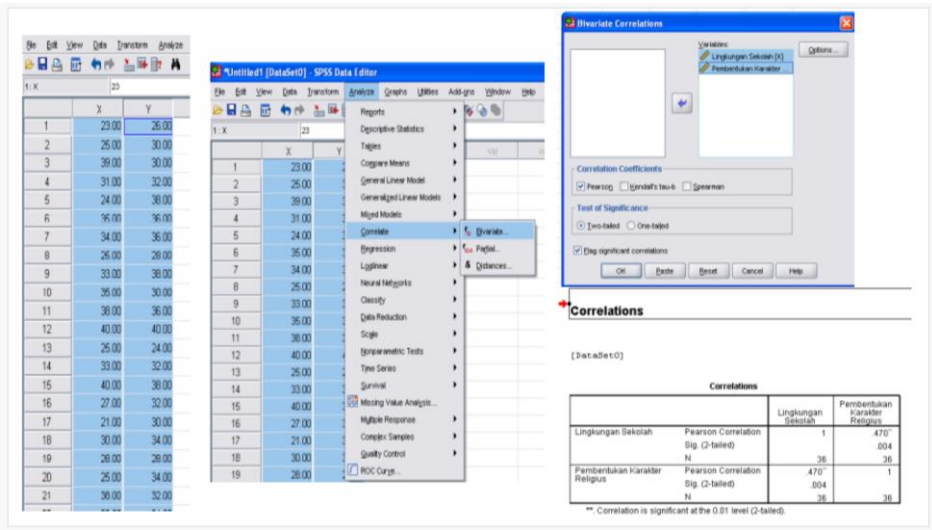 File Edit View Data Transform Analyze
1 : X 23
X Y
1 23.00 26.00
2 25.00 30.00
3 39.00 30.00
4 31.00 32.00
5 24.00 38.00
6 35.00 36.00
7 34.00 36.00
8 26.00 28.00
9 33.00 38.00
10 35.00 30.00
11 38.00 36.00
12 40.00 40.00
13 25.00 24.00
14 33.00 32.00
15 40.00 38.00
16 27.00 32.00
17 21.00 30.00
18 30.00 34.00
19 28.00 28.00
20 25.00 34.00
21 38.00 32.00
*Untitled1 [DataSet0] - SPSS Data Editor
File Edit View Data Transform Analyze Graphs Utilities Add-ons Window Help
1 : X 23
X Y var
1 23.00
2 25.00
3 39.00
4 31.00
5 24.00
6 35.00
7 34.00
8 25.00
9 33.00
10 35.00
11 38.00
12 40.00
13 25.00
14 33.00
15 40.00
16 27.00
17 21.00
18 30.00
19 28.00
Reports
Descriptive Statistics
Tables
Compare Means
General Linear Model
Generalized Linear Models
Mixed Models
Correlate
Regression
Loglinear
Neural Networks
Classify
Data Reduction
Scale
Nonparametric Tests
Time Series
Survival
Missing Value Analysis...
Multiple Response
Complex Samples
Quality Control
ROC Curve...
Bivariate...
Partial...
Distances...
Bivariate Correlations
Variables:
Lingkungan Sekolah [X]
Pembentukan Karakter ...
Options...
Correlation Coefficients
Pearson Kendall's tau-b Spearman
Test of Significance
Two-tailed One-tailed
Flag significant correlations
OK Paste Reset Cancel Help
Correlations
[DataSet0]
Correlations
Lingkungan Sekolah Pembentukan Karakter Religius
Lingkungan Sekolah Pearson Correlation 1 .470**
Sig. (2-tailed) .004
N 36 36
Pembentukan Karakter Religius Pearson Correlation .470** 1
Sig. (2-tailed) .004
N 36 36
**. Correlation is significant at the 0.01 level (2-tailed).